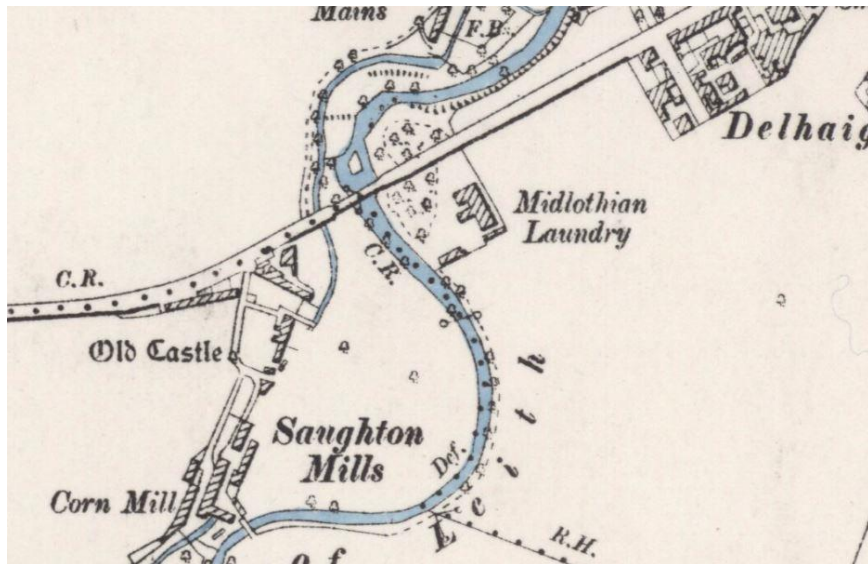 Mains
F.B.
Delhaig
Midlothian
Laundry
C.R.
C.R.
Old Castle
Saughton
Mills
Def.
Corn Mill
of Leith
R.H.